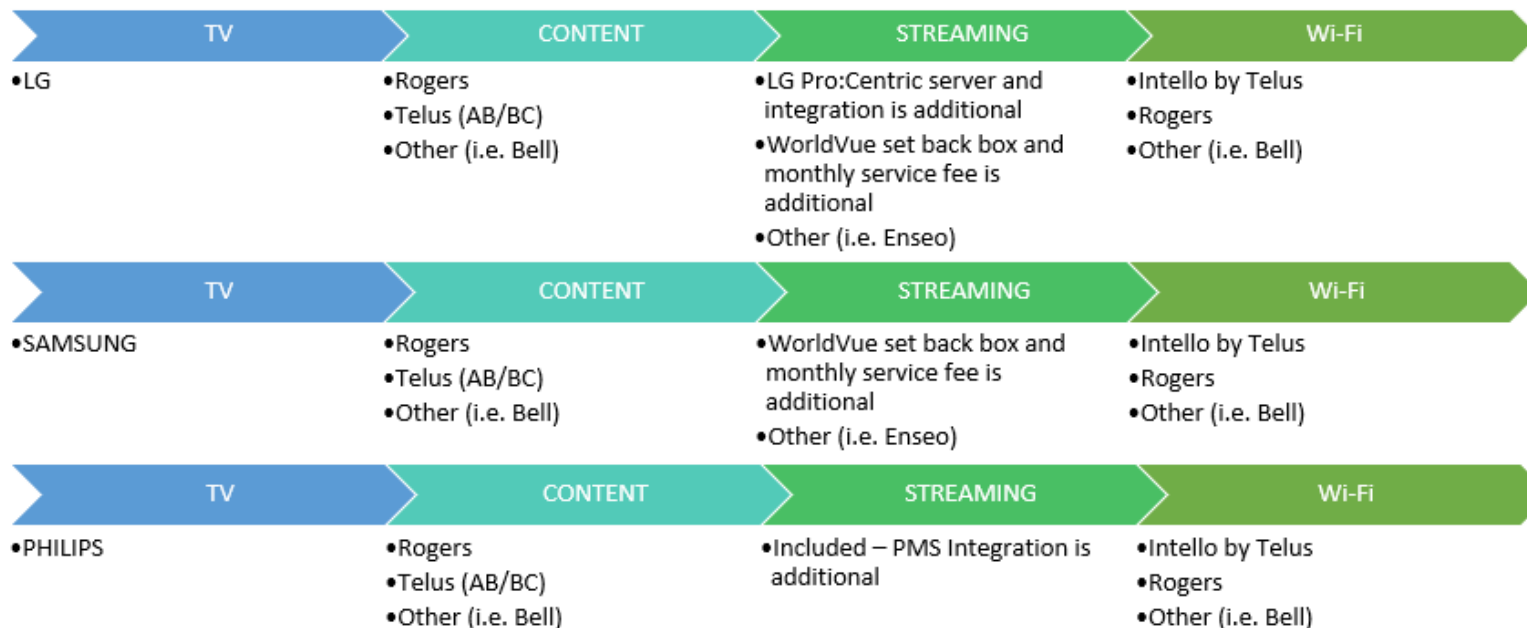 TV CONTENT STREAMING Wi-Fi
•LG
•Rogers
•Telus (AB/BC)
•Other (i.e. Bell)
•LG Pro:Centric server and
integration is additional
•WorldVue set back box and
monthly service fee is
additional
•Other (i.e. Enseo)
•Intello by Telus
•Rogers
•Other (i.e. Bell)
TV CONTENT STREAMING Wi-Fi
•SAMSUNG
•Rogers
•Telus (AB/BC)
•Other (i.e. Bell)
•WorldVue set back box and
monthly service fee is
additional
•Other (i.e. Enseo)
•Intello by Telus
•Rogers
•Other (i.e. Bell)
TV CONTENT STREAMING Wi-Fi
•PHILIPS
•Rogers
•Telus (AB/BC)
•Other (i.e. Bell)
•Included – PMS Integration is
additional
•Intello by Telus
•Rogers
•Other (i.e. Bell)